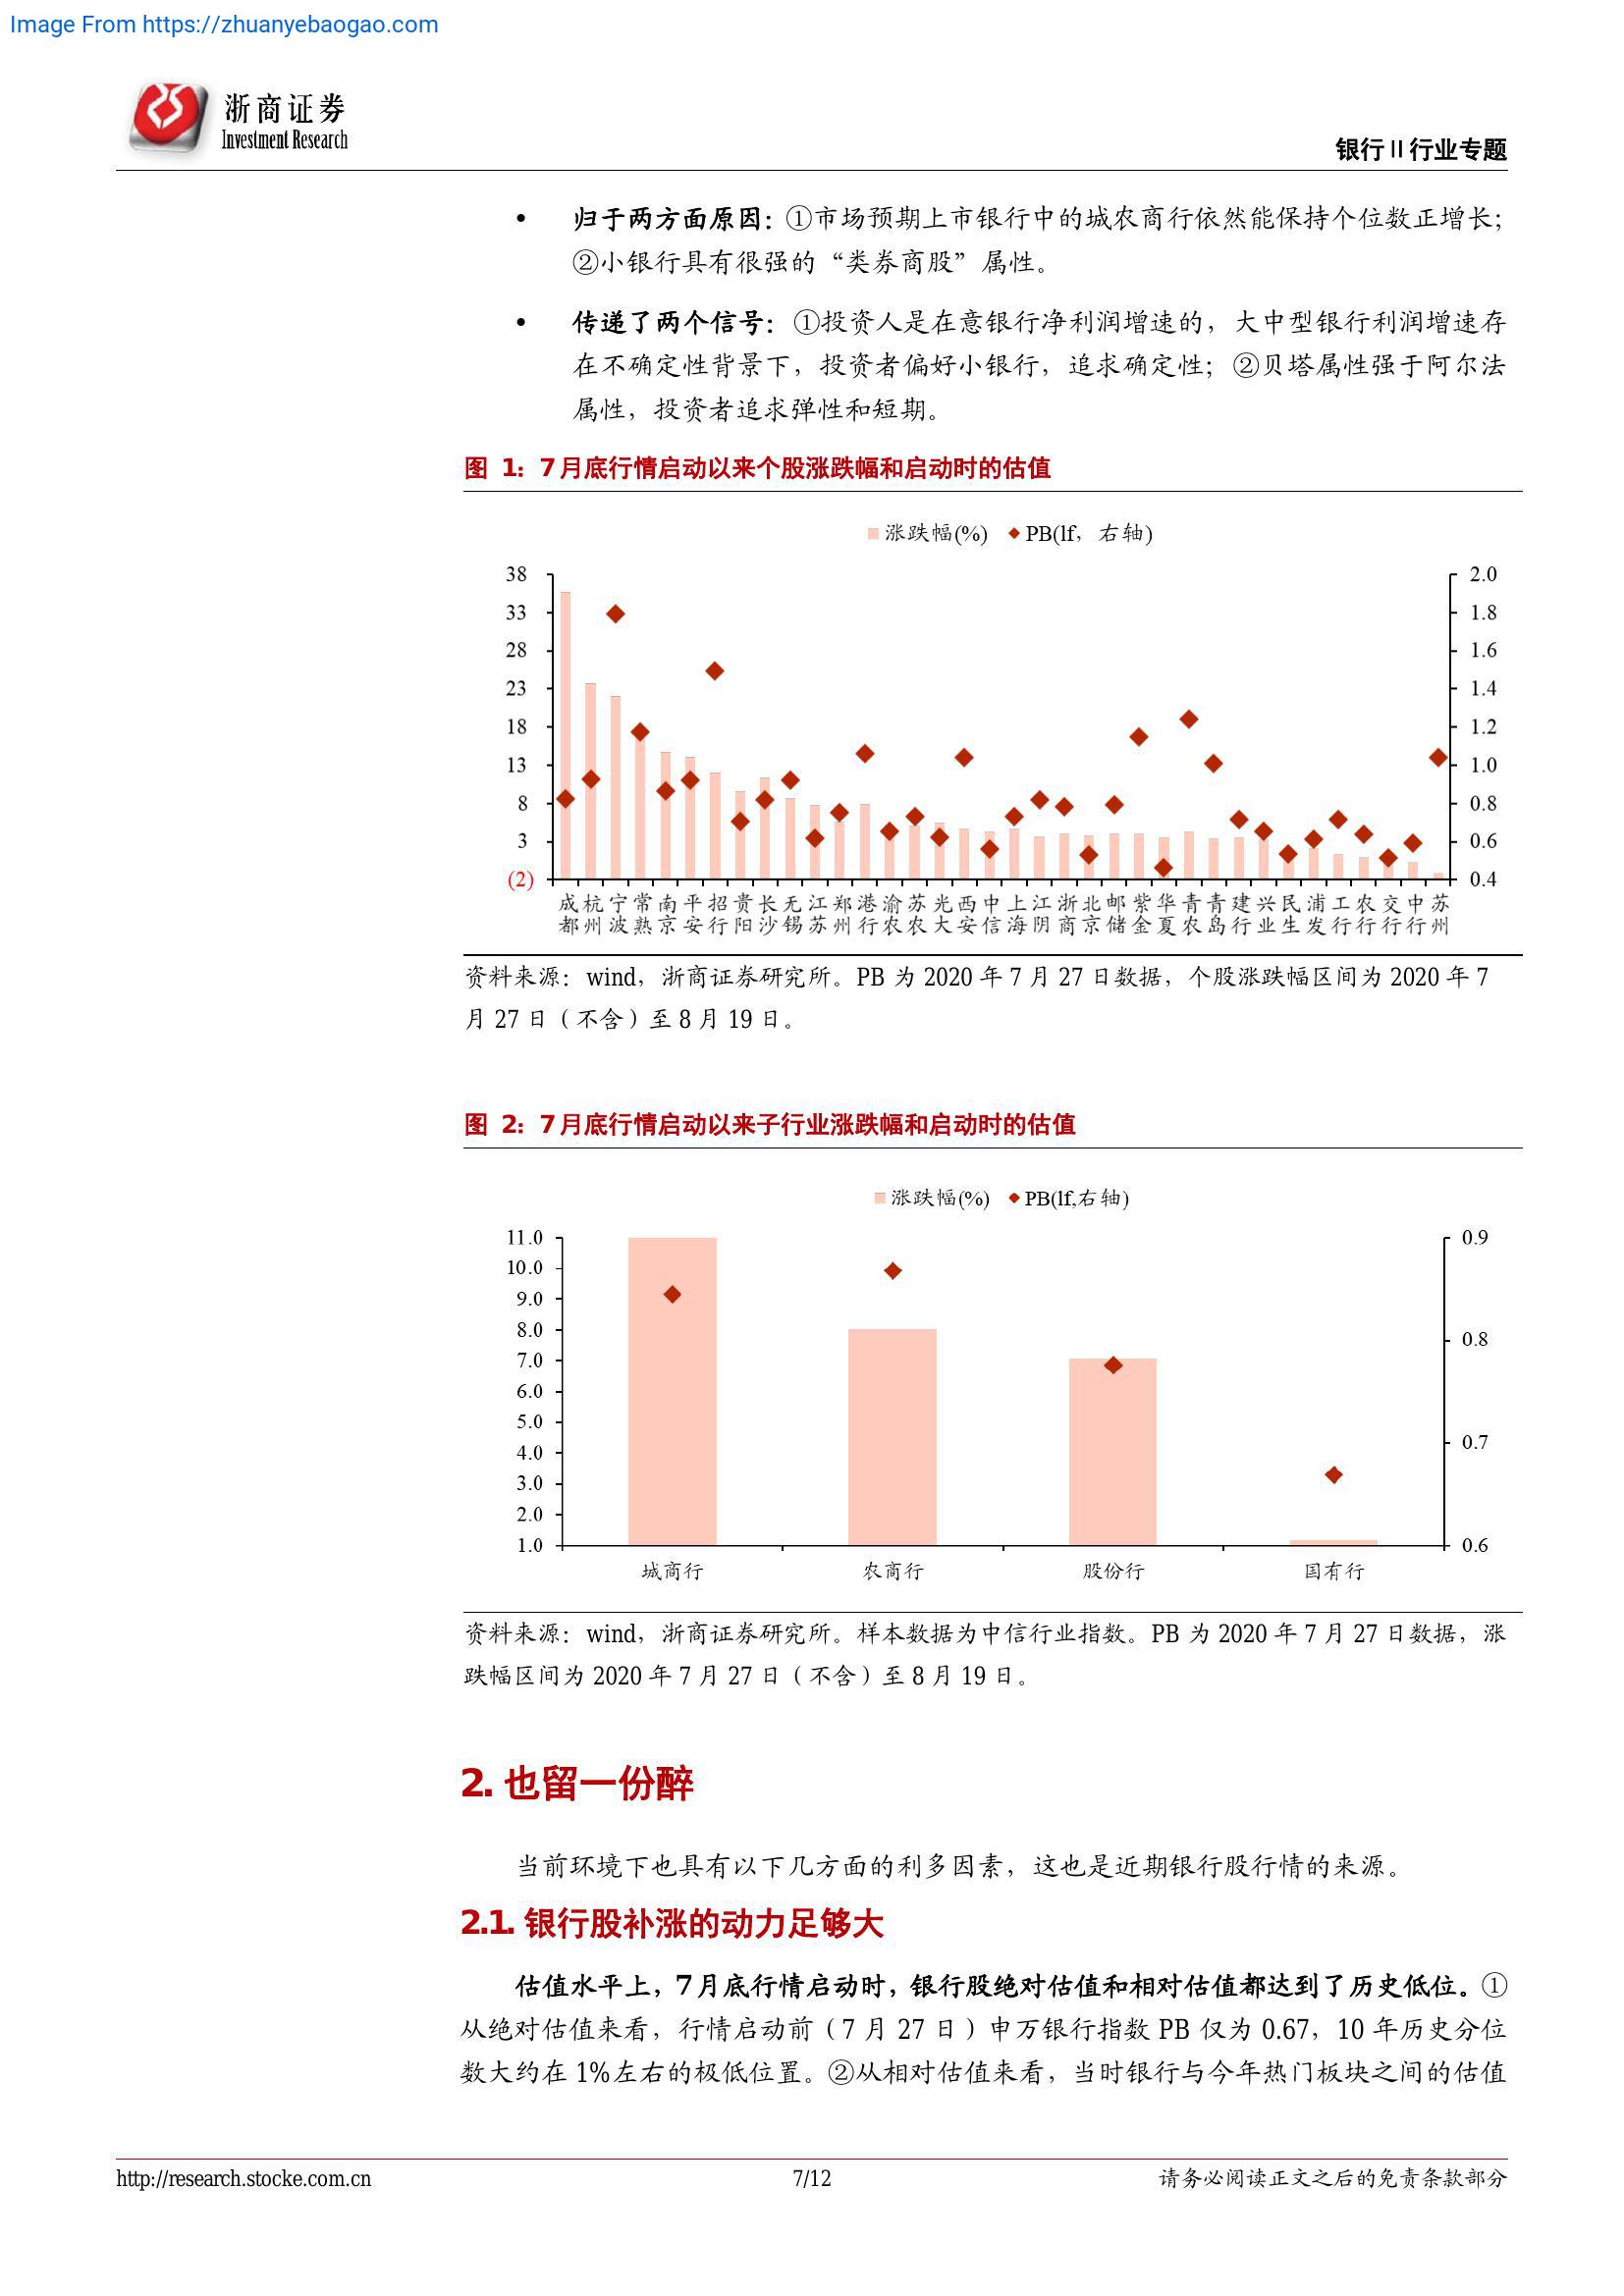 Image From https://zhuanyebaogao.com
浙商证券
Investment Research
银行Ⅱ行业专题
• 归于两方面原因：①市场预期上市银行中的城农商行依然能保持个位数正增长；
②小银行具有很强的“类券商股”属性。
• 传递了两个信号：①投资人是在意银行净利润增速的，大中型银行利润增速存
在不确定性背景下，投资者偏好小银行，追求确定性；②贝塔属性强于阿尔法
属性，投资者追求弹性和短期。
图 1：7月底行情启动以来个股涨跌幅和启动时的估值
涨跌幅(%) PB(lf，右轴)
38 2.0
33 1.8
28 1.6
23 1.4
18 1.2
13 1.0
8 0.8
3 0.6
(2) 0.4
成都 杭州 宁波 常熟 南京 平安 招行 贵阳 长沙 无锡 江苏 郑州 港行 渝农 苏农 光大 西安 中信 上海 江阴 浙商 北京 邮储 紫金 华夏 青农 青岛 建行 兴业 民生 浦发 工行 农行 交行 中行 苏州
资料来源：wind，浙商证券研究所。PB 为 2020 年 7 月 27 日数据，个股涨跌幅区间为 2020 年 7
月 27 日（不含）至 8 月 19 日。
图 2：7月底行情启动以来子行业涨跌幅和启动时的估值
涨跌幅(%) PB(lf,右轴)
11.0 0.9
10.0
9.0
8.0 0.8
7.0
6.0
5.0
4.0 0.7
3.0
2.0
1.0 0.6
城商行 农商行 股份行 国有行
资料来源：wind，浙商证券研究所。样本数据为中信行业指数。PB 为 2020 年 7 月 27 日数据，涨
跌幅区间为 2020 年 7 月 27 日（不含）至 8 月 19 日。
2. 也留一份醉
当前环境下也具有以下几方面的利多因素，这也是近期银行股行情的来源。
2.1. 银行股补涨的动力足够大
估值水平上，7月底行情启动时，银行股绝对估值和相对估值都达到了历史低位。①
从绝对估值来看，行情启动前（7 月 27 日）申万银行指数 PB 仅为 0.67，10 年历史分位
数大约在 1%左右的极低位置。②从相对估值来看，当时银行与今年热门板块之间的估值
http://research.stocke.com.cn 7/12 请务必阅读正文之后的免责条款部分